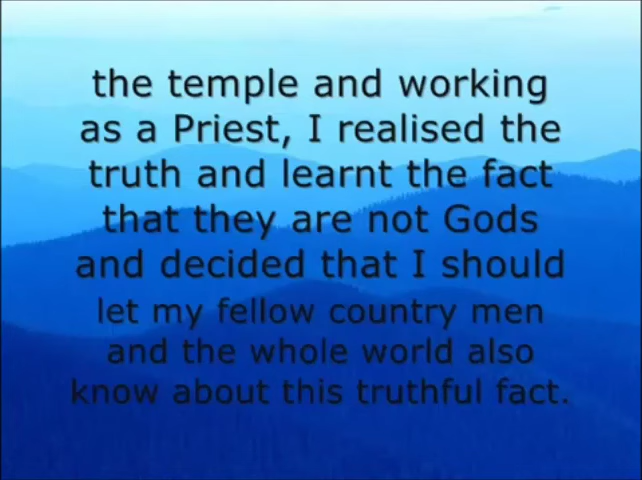 the temple and working
as a Priest, I realised the
truth and learnt the fact
that they are not Gods
and decided that I should
let my fellow country men
and the whole world also
know about this truthful fact.